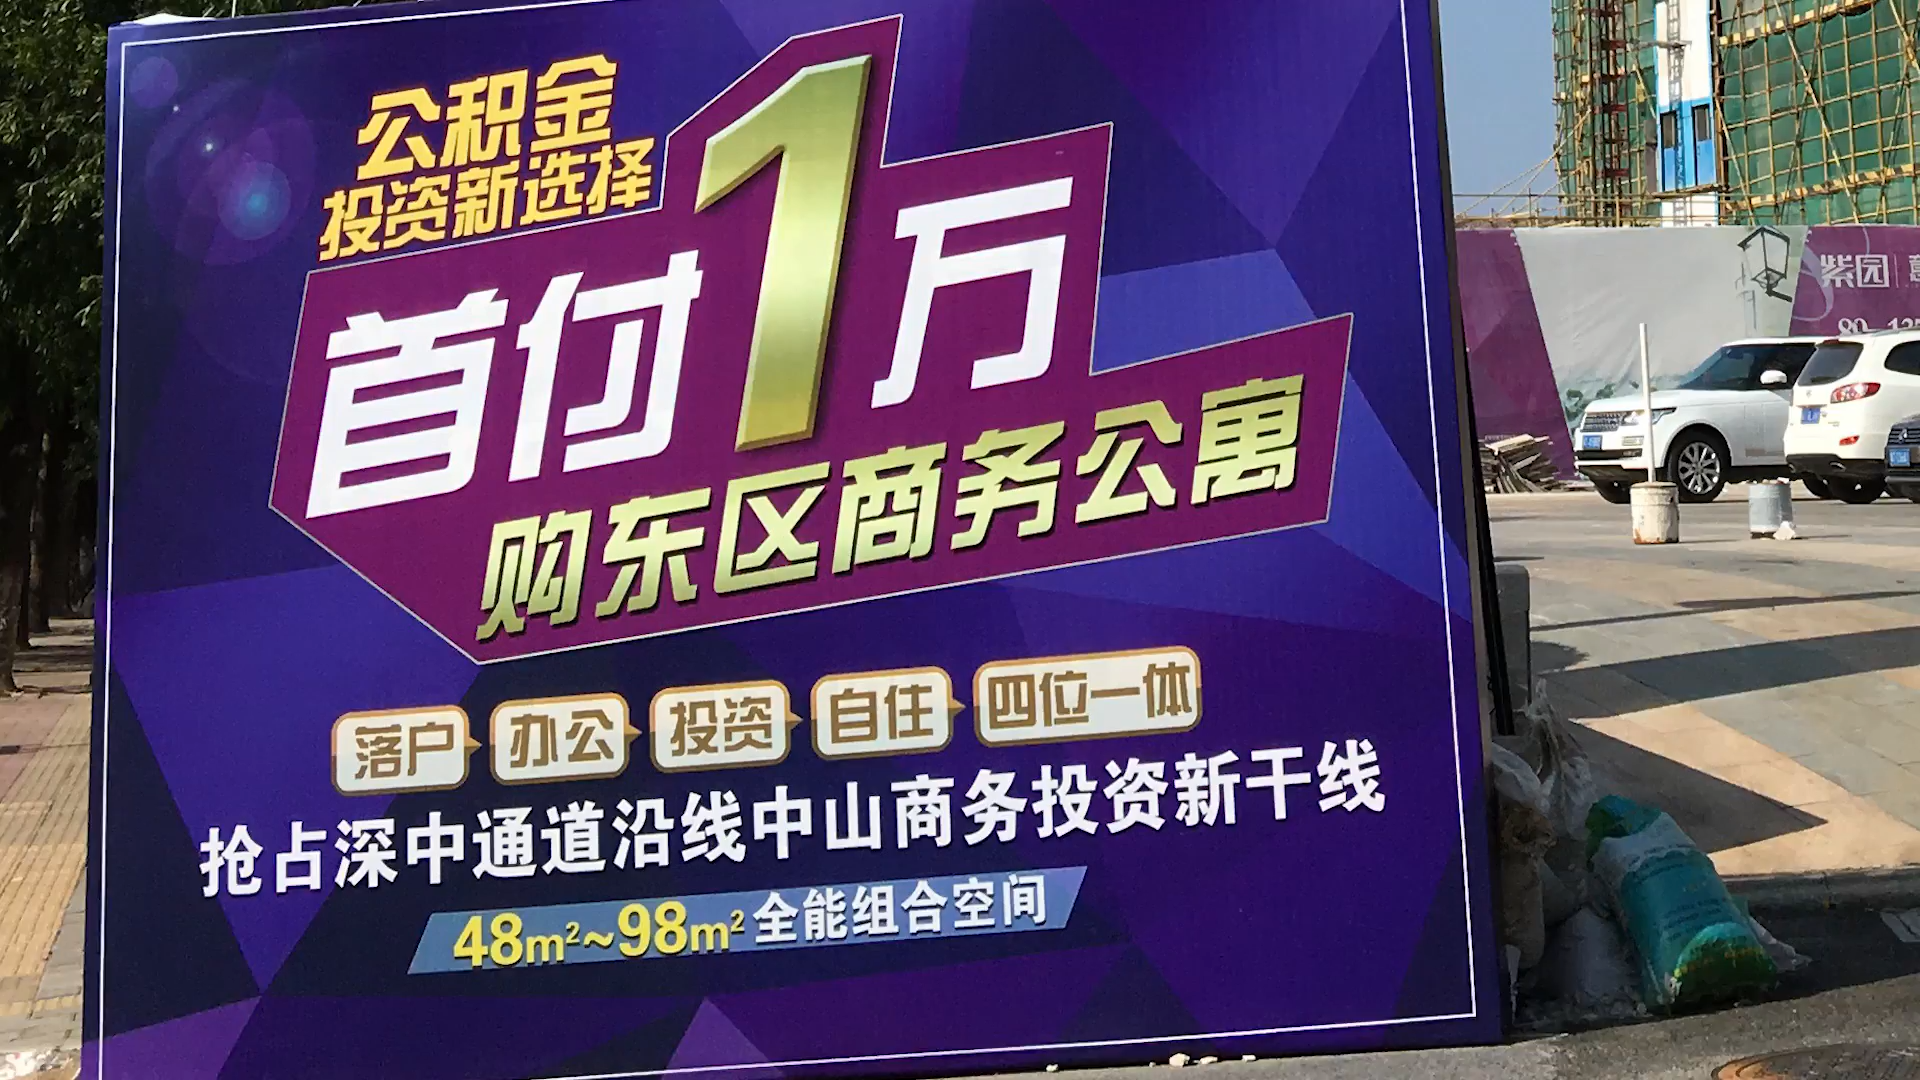 公积金
投资新选择
首付1万
购东区商务公寓
落户 办公 投资 自住 四位一体
抢占深中通道沿线中山商务投资新干线
48m²~98m²全能组合空间
紫园